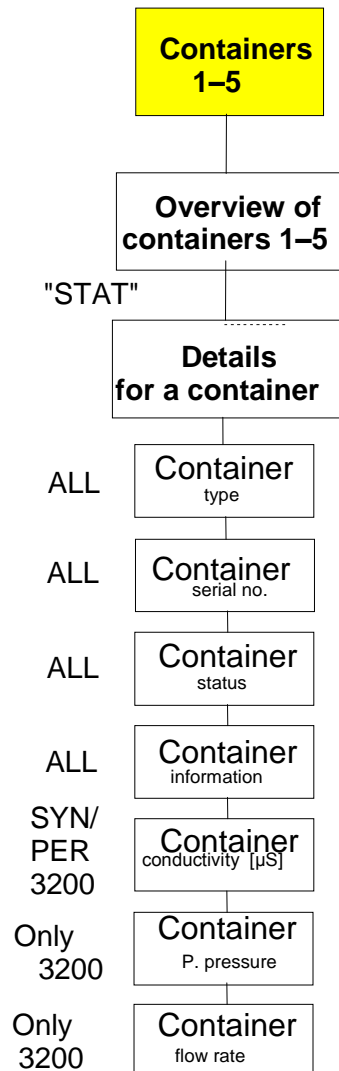 Containers
1–5
Overview of
containers 1–5
"STAT"
Details
for a container
ALL
Container
type
ALL
Container
serial no.
ALL
Container
status
ALL
Container
information
SYN/
PER
3200
Container
conductivity [µS]
Only
3200
Container
P. pressure
Only
3200
Container
flow rate